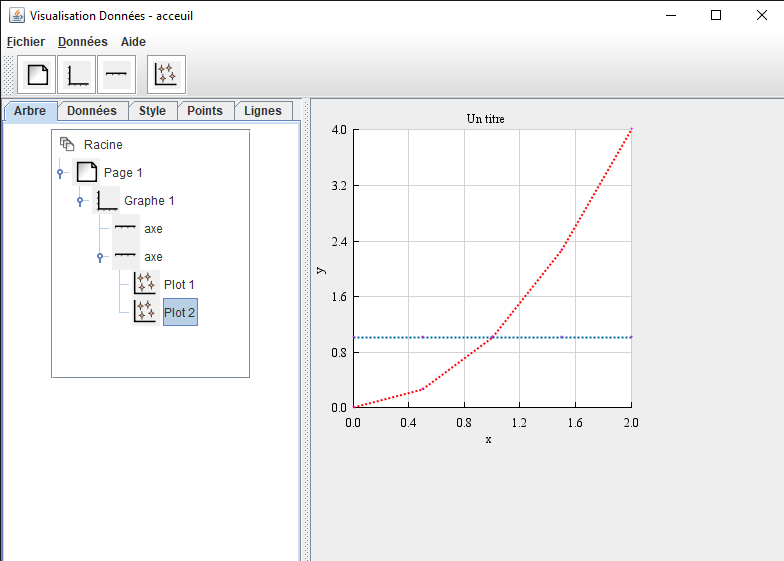 Visualisation Données - acceuil
Fichier Données Aide
Arbre Données Style Points Lignes
Racine
Page 1
Graphe 1
axe
axe
Plot 1
Plot 2
Un titre
4.0
3.2
2.4
y
1.6
0.8
0.0
0.0 0.4 0.8 1.2 1.6 2.0
x